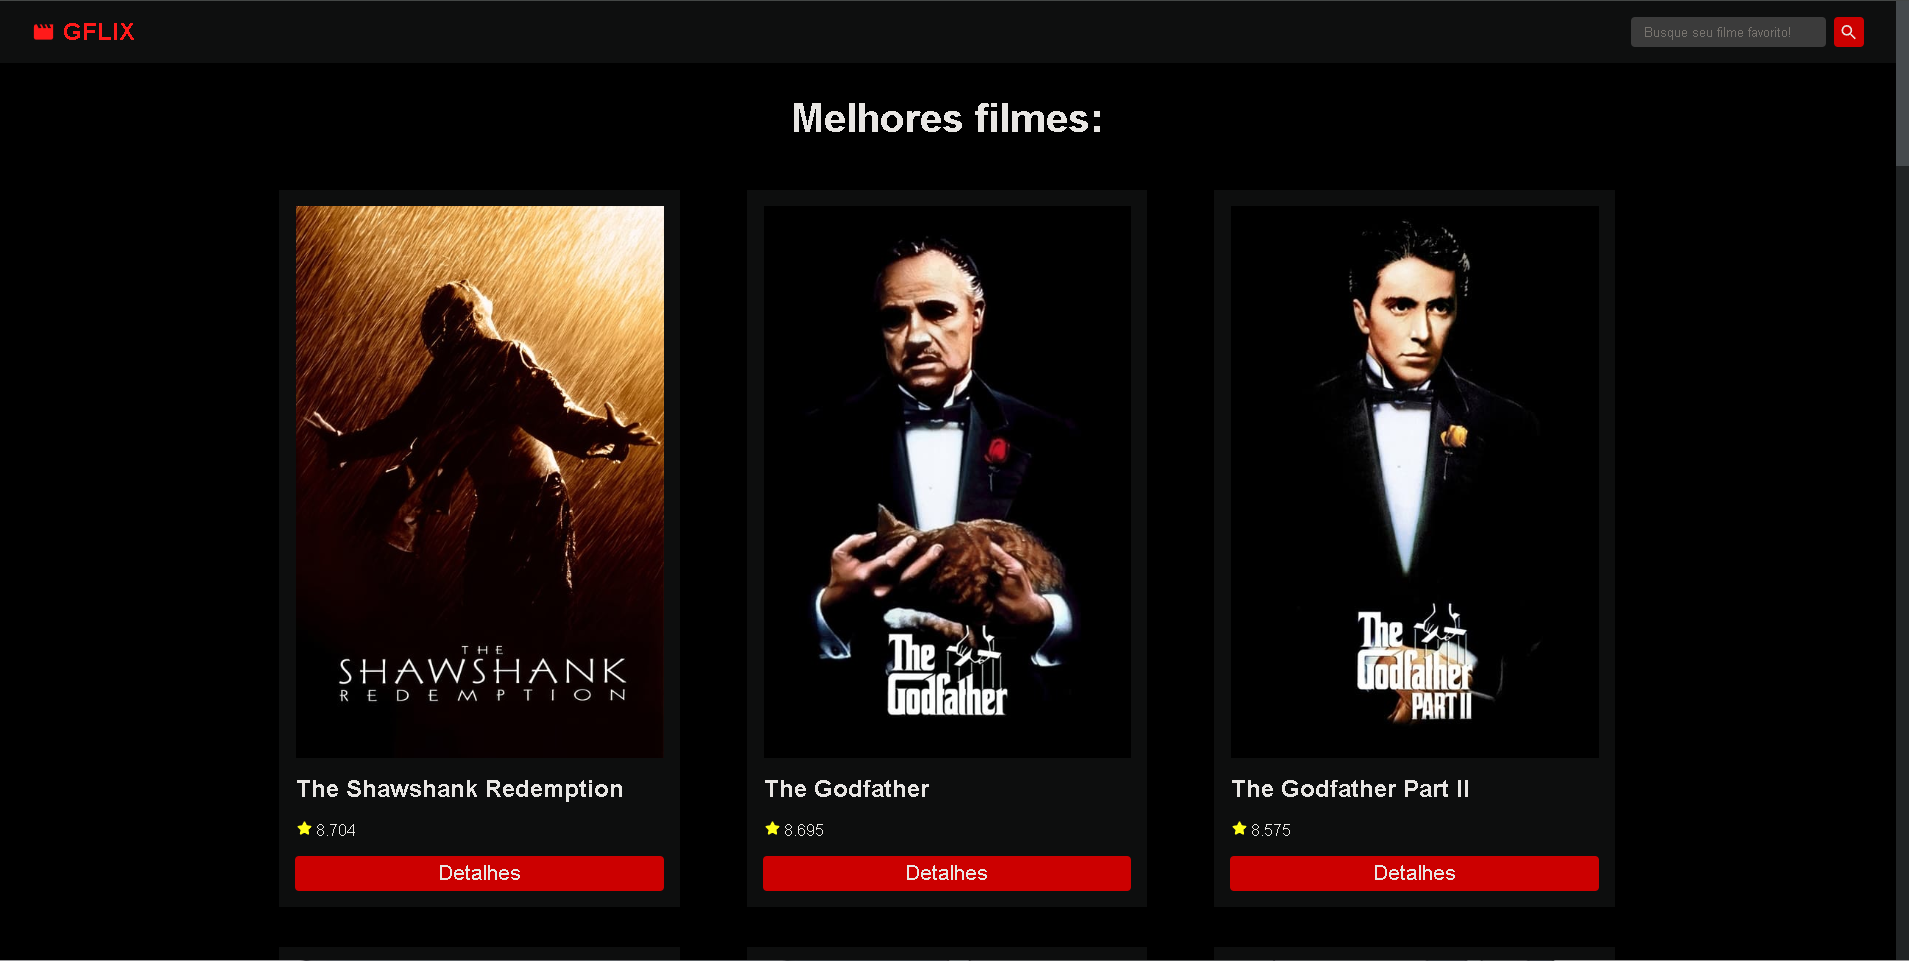 GFLIX
Busque seu filme favorito!
Melhores filmes:
THE
SHAWSHANK
REDEMPTION
The
Godfather
The
Godfather
PART II
The Shawshank Redemption
The Godfather
The Godfather Part II
8.704
8.695
8.575
Detalhes
Detalhes
Detalhes